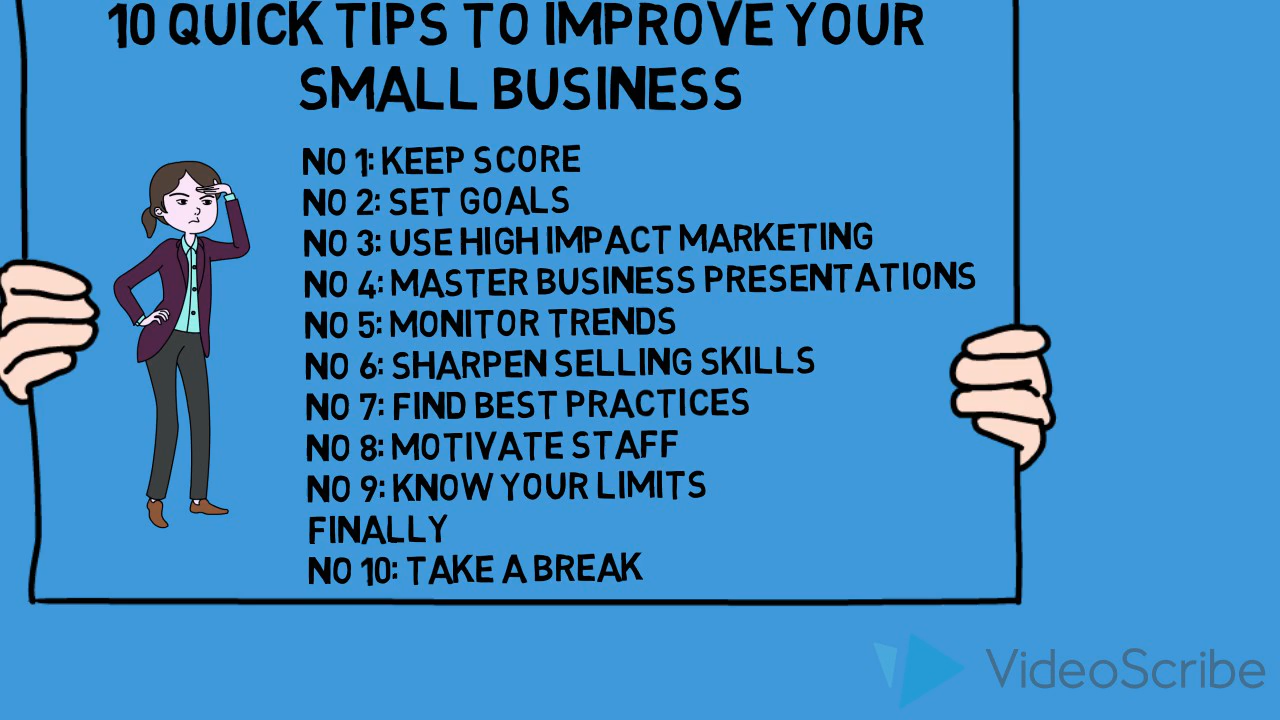 10 QUICK TIPS TO IMPROVE YOUR
SMALL BUSINESS
NO 1: KEEP SCORE
NO 2: SET GOALS
NO 3: USE HIGH IMPACT MARKETING
NO 4: MASTER BUSINESS PRESENTATIONS
NO 5: MONITOR TRENDS
NO 6: SHARPEN SELLING SKILLS
NO 7: FIND BEST PRACTICES
NO 8: MOTIVATE STAFF
NO 9: KNOW YOUR LIMITS
FINALLY
NO 10: TAKE A BREAK
VideoScribe